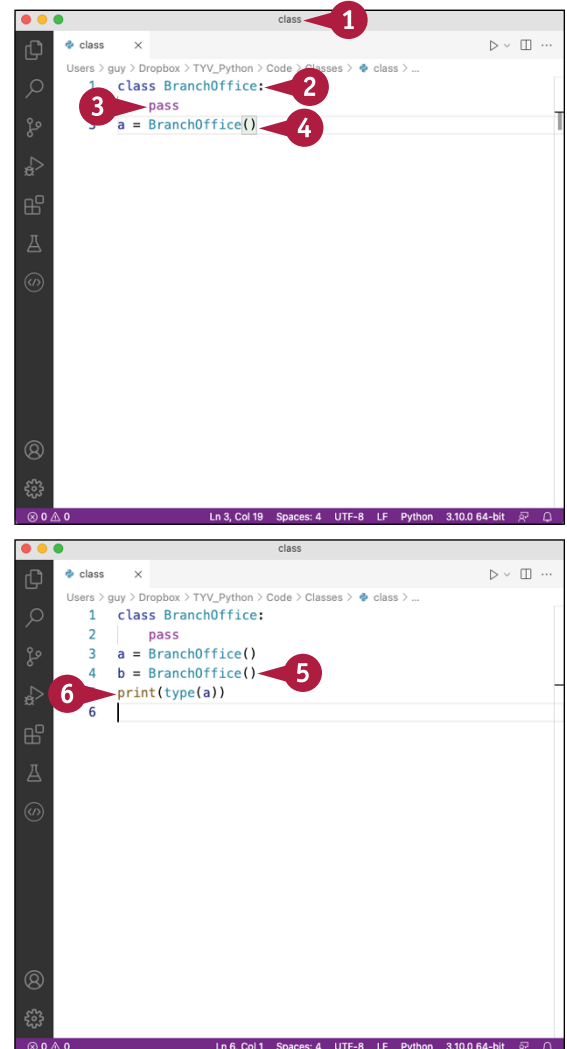 class
1
class
Users > guy > Dropbox > TYV_Python > Code > Classes > class > ...
1 class BranchOffice:
2
3
pass
3 a = BranchOffice()
4
0 0 Ln 3, Col 19 Spaces: 4 UTF-8 LF Python 3.10.0 64-bit
class
class
Users > guy > Dropbox > TYV_Python > Code > Classes > class > ...
1 class BranchOffice:
2 pass
3 a = BranchOffice()
4 b = BranchOffice()
5
6
print(type(a))
6
0 0 Ln 6, Col 1 Spaces: 4 UTF-8 LF Python 3.10.0 64-bit